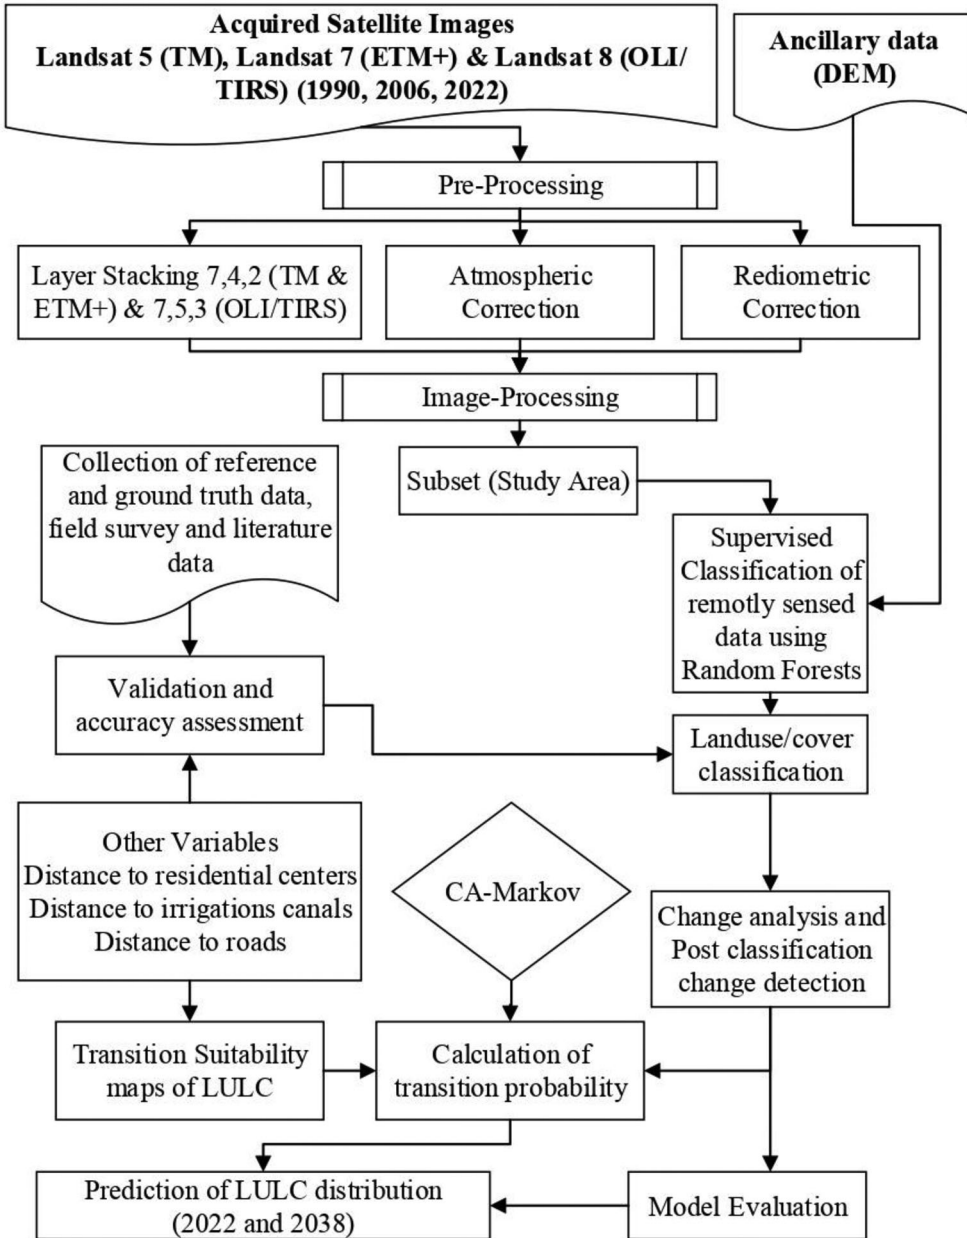 Acquired Satellite Images
Landsat 5 (TM), Landsat 7 (ETM+) & Landsat 8 (OLI/
TIRS) (1990, 2006, 2022)
Ancillary data
(DEM)
Pre-Processing
Layer Stacking 7,4,2 (TM &
ETM+) & 7,5,3 (OLI/TIRS)
Atmospheric
Correction
Rediometric
Correction
Image-Processing
Collection of reference
and ground truth data,
field survey and literature
data
Subset (Study Area)
Supervised
Classification of
remotly sensed
data using
Random Forests
Validation and
accuracy assessment
Landuse/cover
classification
Other Variables
Distance to residential centers
Distance to irrigations canals
Distance to roads
CA-Markov
Change analysis and
Post classification
change detection
Transition Suitability
maps of LULC
Calculation of
transition probability
Prediction of LULC distribution
(2022 and 2038)
Model Evaluation